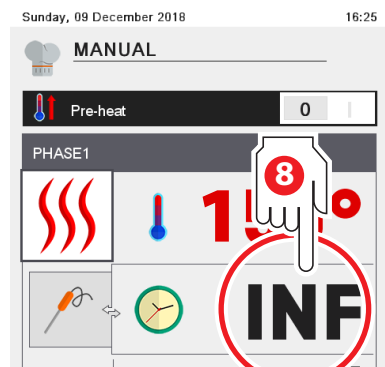 Sunday, 09 December 2018 16:25
MANUAL
Pre-heat 0
PHASE1
8
INF